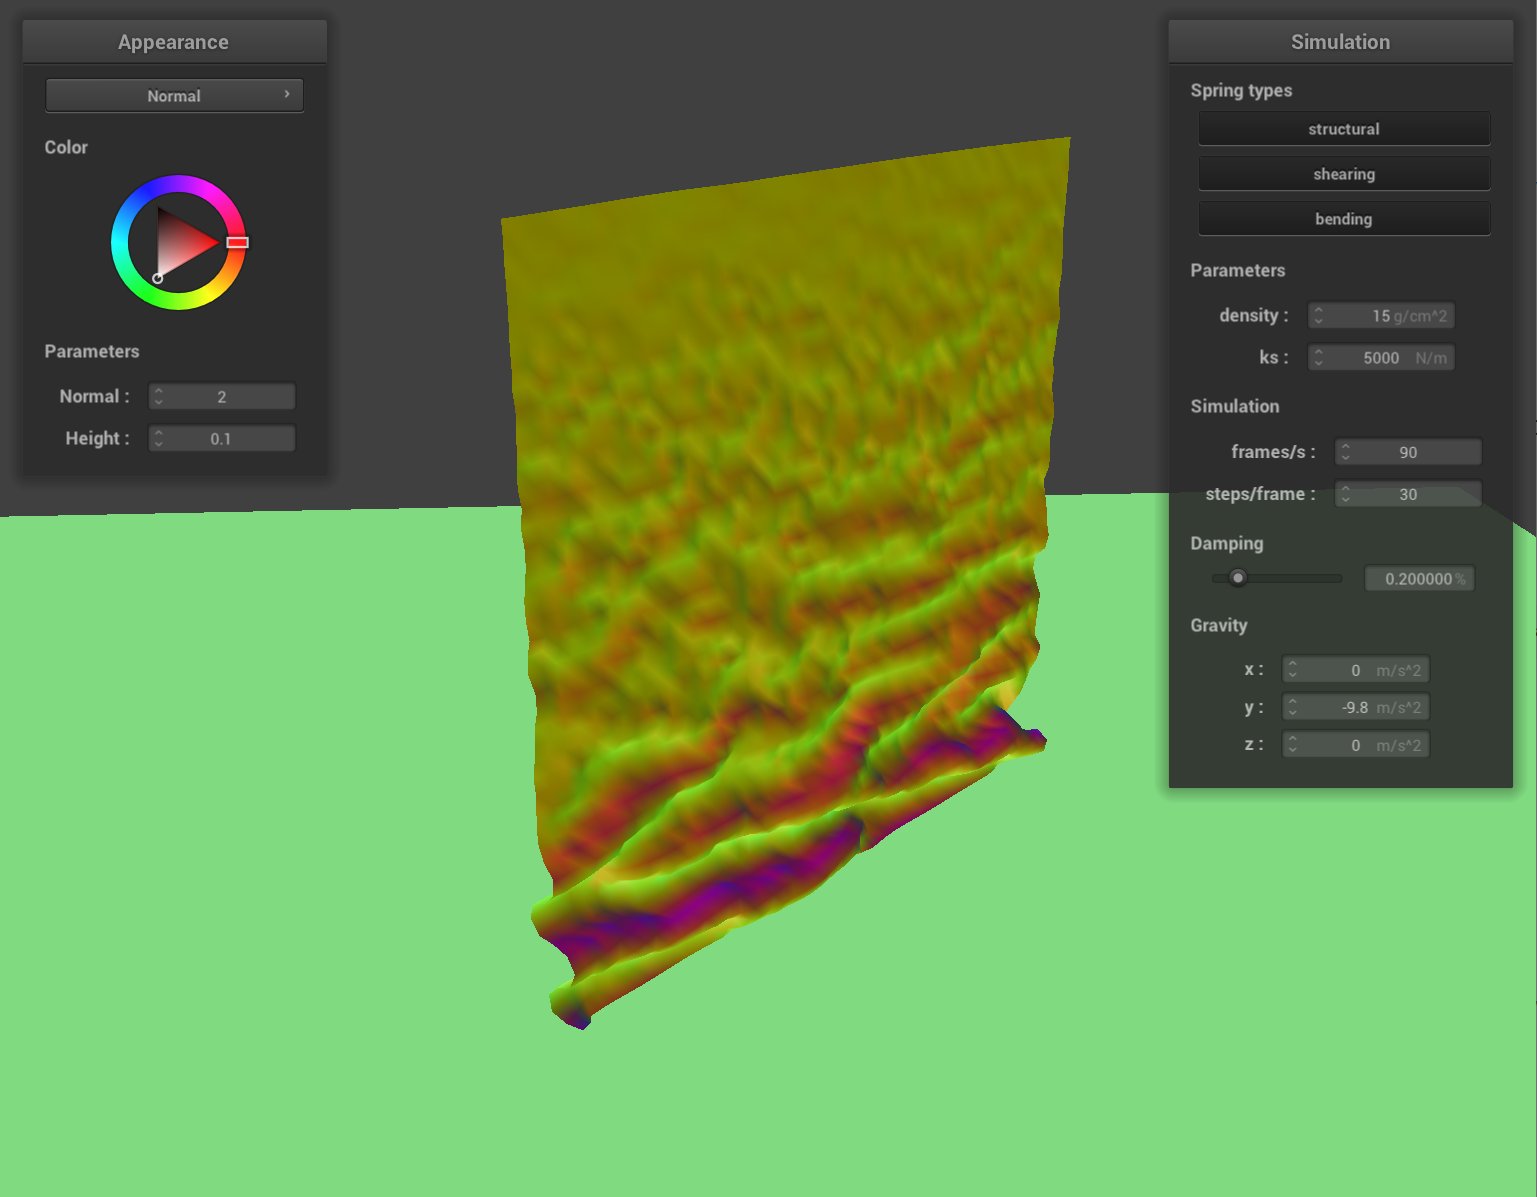 Appearance
Normal
Color
Parameters
Normal : 2
Height : 0.1
Simulation
Spring types
structural
shearing
bending
Parameters
density : 15 g/cm^2
ks : 5000 N/m
Simulation
frames/s : 90
steps/frame : 30
Damping
0.200000 %
Gravity
x : 0 m/s^2
y : -9.8 m/s^2
z : 0 m/s^2